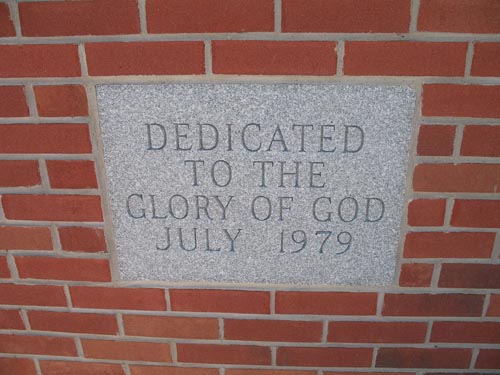 DEDICATED
TO THE
GLORY OF GOD
JULY 1979